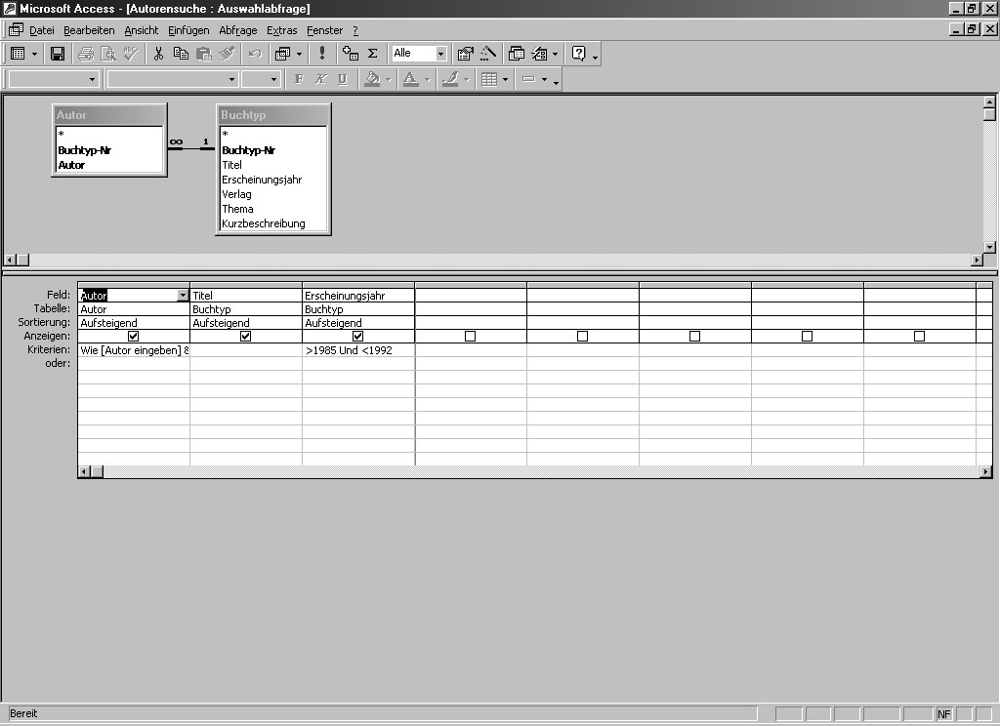 Microsoft Access - [Autorensuche : Auswahlabfrage]
Datei Bearbeiten Ansicht Einfügen Abfrage Extras Fenster ?
Alle
F K U
Autor
*
Buchtyp-Nr
Autor
∞ 1
Buchtyp
*
Buchtyp-Nr
Titel
Erscheinungsjahr
Verlag
Thema
Kurzbeschreibung
Feld: Autor Titel Erscheinungsjahr
Tabelle: Autor Buchtyp Buchtyp
Sortierung: Aufsteigend Aufsteigend Aufsteigend
Anzeigen:
Kriterien: Wie [Autor eingeben] & >1985 Und <1992
oder:
Bereit NF